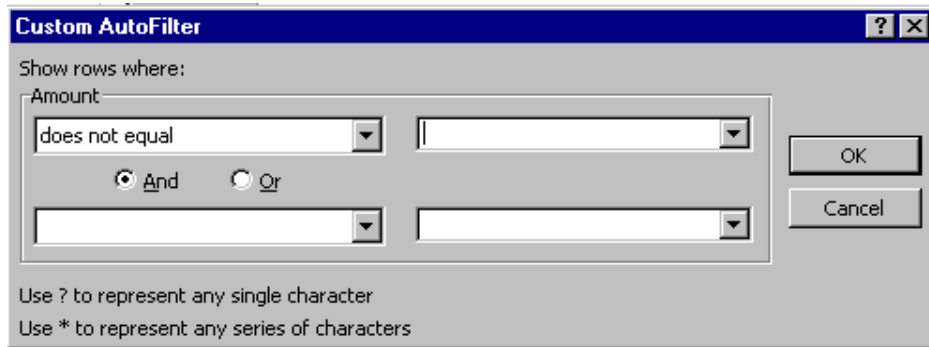 Custom AutoFilter
Show rows where:
Amount
does not equal
And Or
OK
Cancel
Use ? to represent any single character
Use * to represent any series of characters